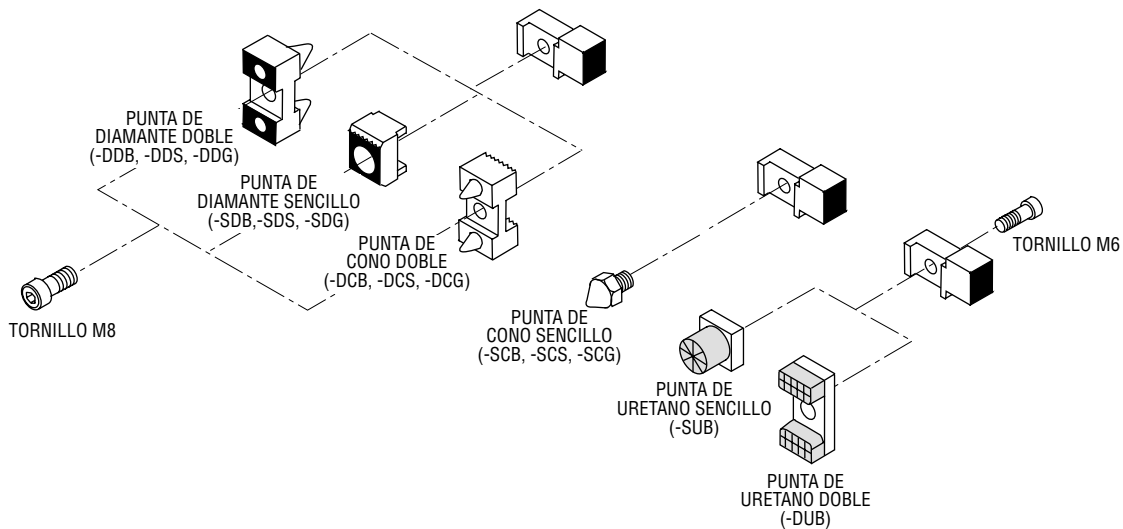 PUNTA DE
DIAMANTE DOBLE
(-DDB, -DDS, -DDG)
PUNTA DE
DIAMANTE SENCILLO
(-SDB,-SDS, -SDG)
PUNTA DE
CONO DOBLE
(-DCB, -DCS, -DCG)
TORNILLO M8
PUNTA DE
CONO SENCILLO
(-SCB, -SCS, -SCG)
TORNILLO M6
PUNTA DE
URETANO SENCILLO
(-SUB)
PUNTA DE
URETANO DOBLE
(-DUB)